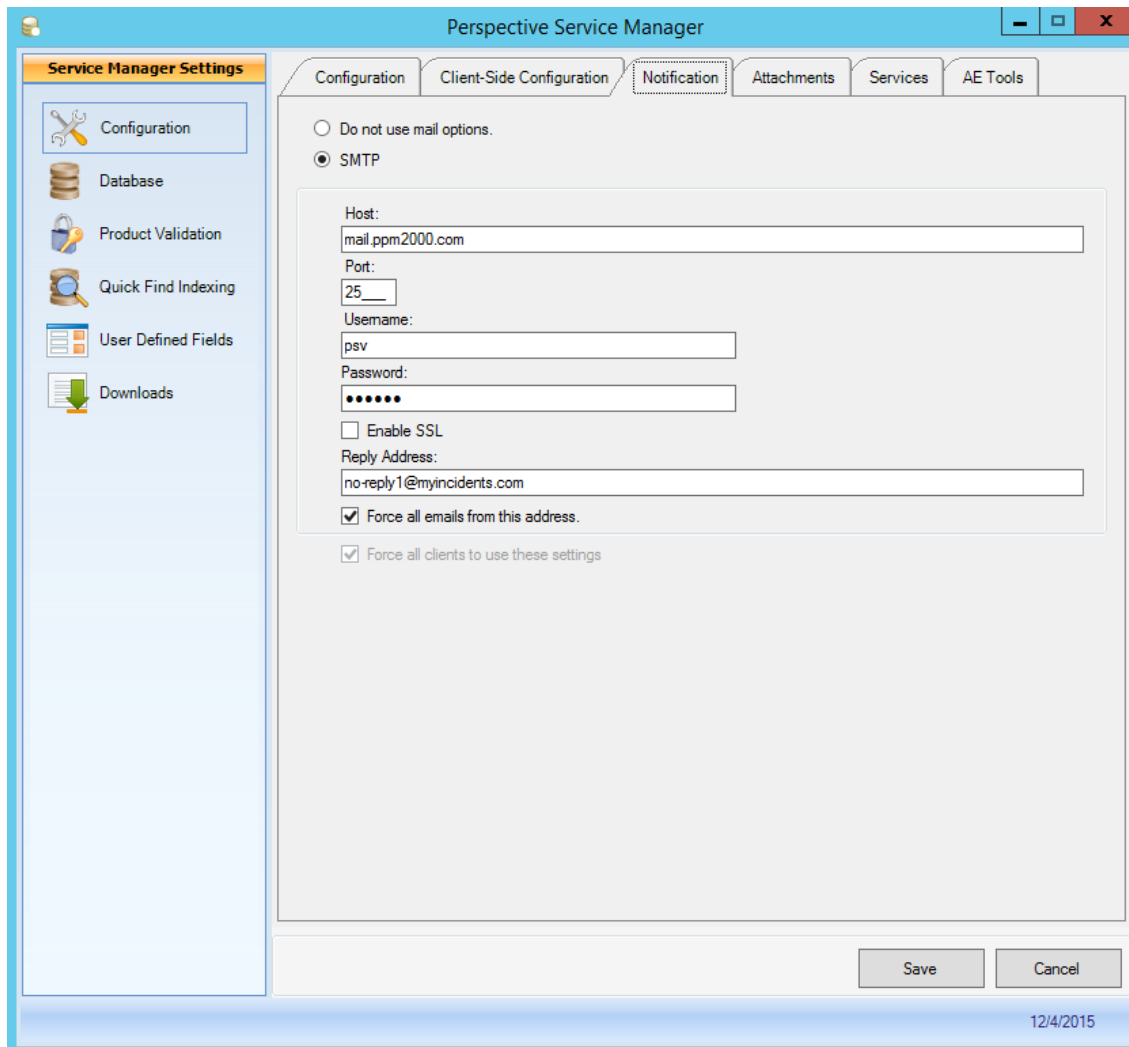 Perspective Service Manager
Service Manager Settings
Configuration
Database
Product Validation
Quick Find Indexing
User Defined Fields
Downloads
Configuration Client-Side Configuration Notification Attachments Services AE Tools
Do not use mail options.
SMTP
Host:
mail.ppm2000.com
Port:
25___
Username:
psv
Password:
●●●●●●
Enable SSL
Reply Address:
no-reply1@myincidents.com
Force all emails from this address.
Force all clients to use these settings
Save Cancel
12/4/2015